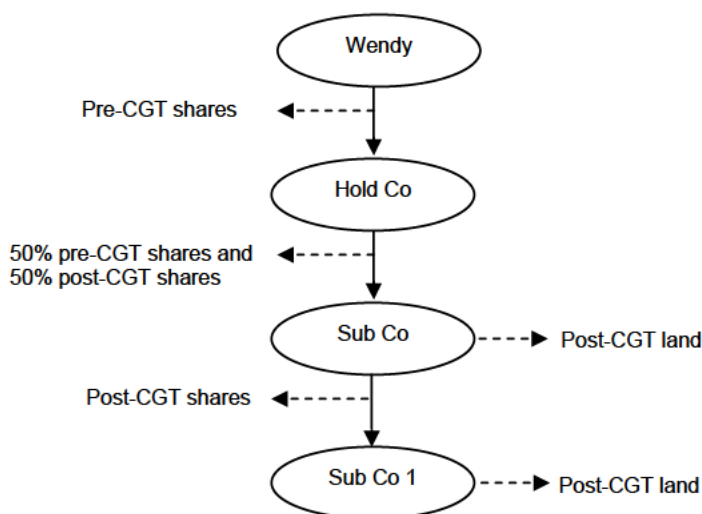 Wendy
Pre-CGT shares
Hold Co
50% pre-CGT shares and
50% post-CGT shares
Sub Co
Post-CGT land
Post-CGT shares
Sub Co 1
Post-CGT land